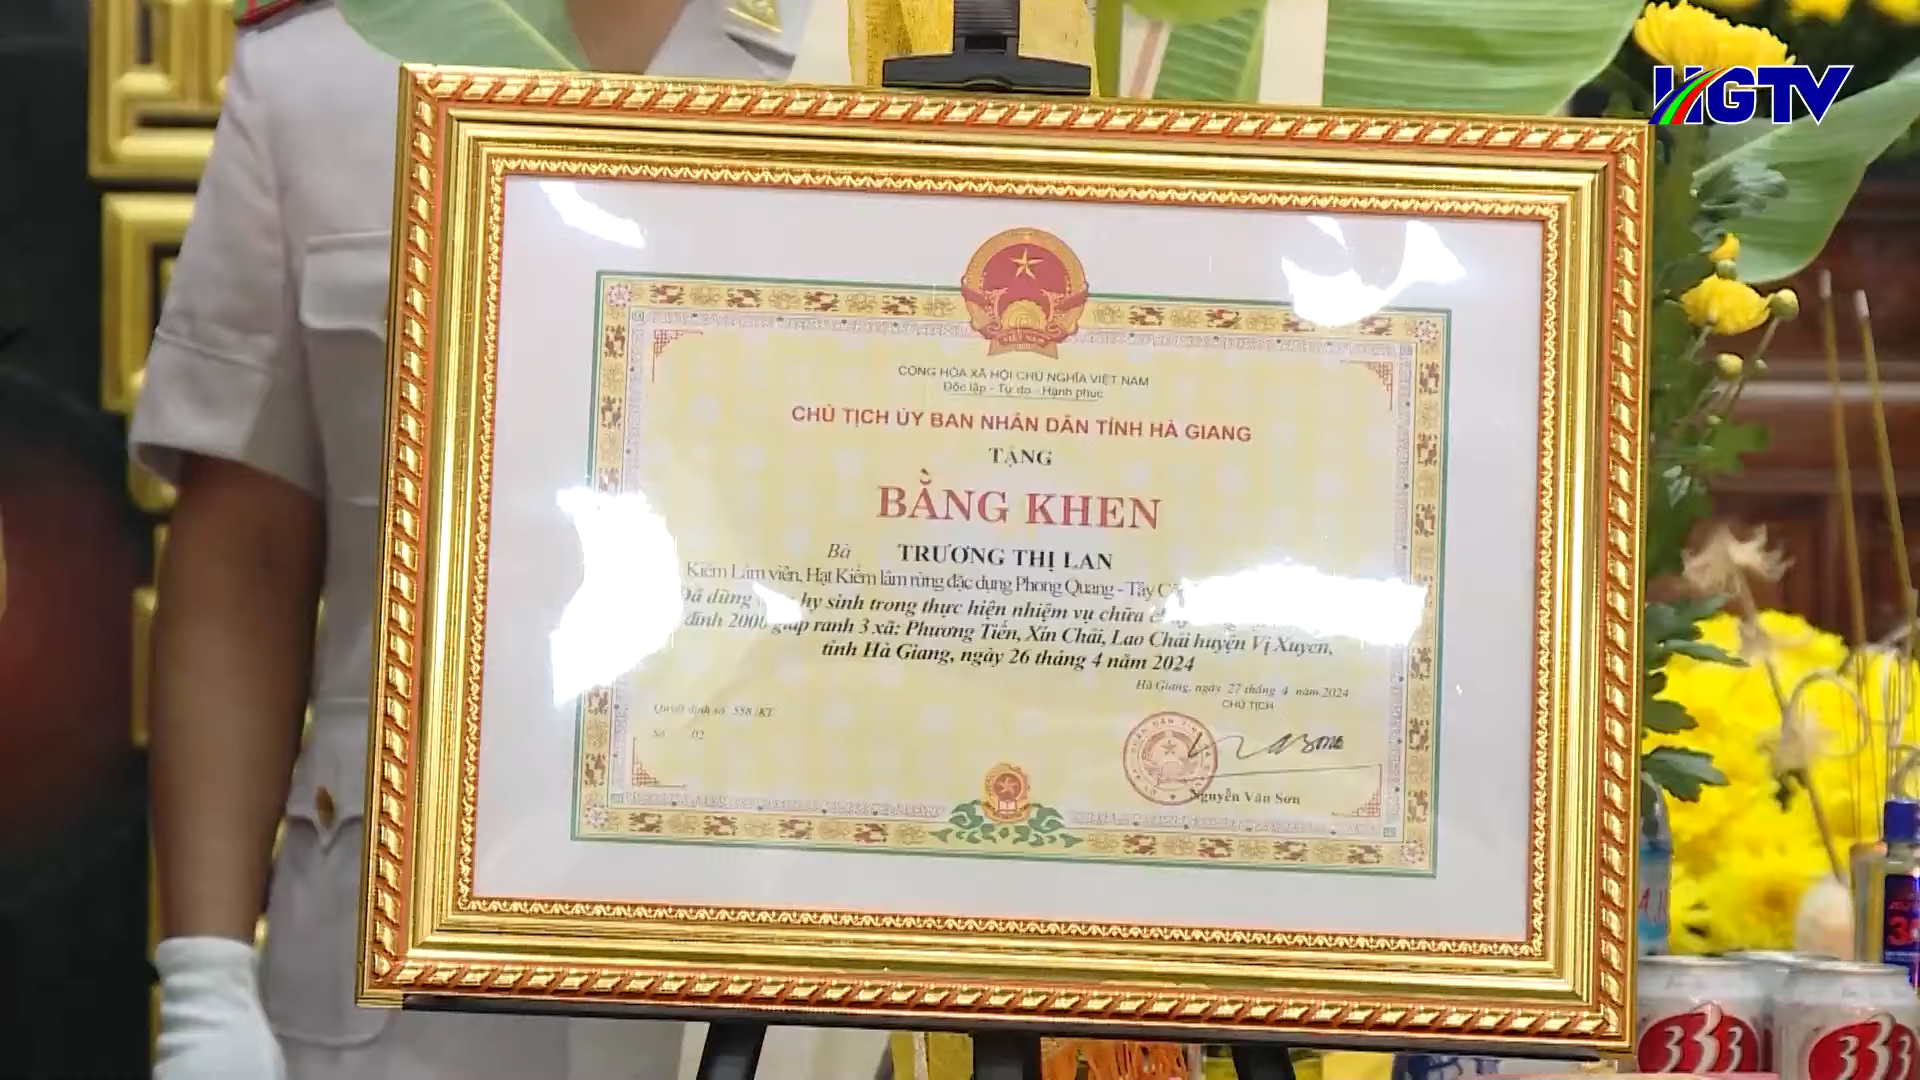 HGTV
VIỆT NAM
CỘNG HÒA XÃ HỘI CHỦ NGHĨA VIỆT NAM
Độc lập - Tự do - Hạnh phúc
CHỦ TỊCH ỦY BAN NHÂN DÂN TỈNH HÀ GIANG
TẶNG
BẰNG KHEN
Bà TRƯƠNG THỊ LAN
Kiểm Lâm viên, Hạt Kiểm lâm rừng đặc dụng Phong Quang - Tây
Đã dũng hy sinh trong thực hiện nhiệm vụ chữa
đỉnh 2000 giáp ranh 3 xã: Phương Tiến, Xín Chải, Lao Chải huyện Vị Xuyên,
tỉnh Hà Giang, ngày 26 tháng 4 năm 2024
Hà Giang, ngày 27 tháng 4 năm 2024
CHỦ TỊCH
Quyết định số 558 /KT
Số 02
Nguyễn Văn Sơn
333
333